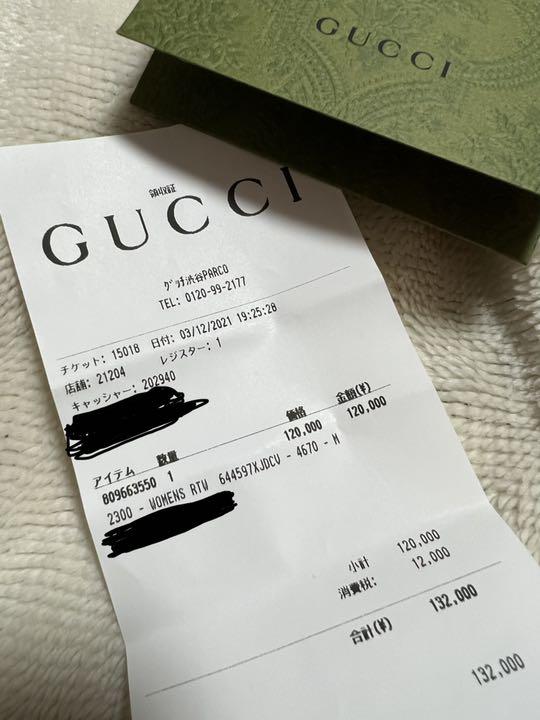 GUCCI
領収証
GUCCI
グッチ渋谷PARCO
TEL: 0120-99-2177
チケット: 15018 日付: 03/12/2021 19:25:28
店舗: 21204 レジスター: 1
キャッシャー: 202940
アイテム 数量 価格 金額(¥)
809663550 1 120,000 120,000
2300 - WOMENS RTW 644597XJDCU - 4670 - M
小計 120,000
消費税: 12,000
合計(¥) 132,000
132,000